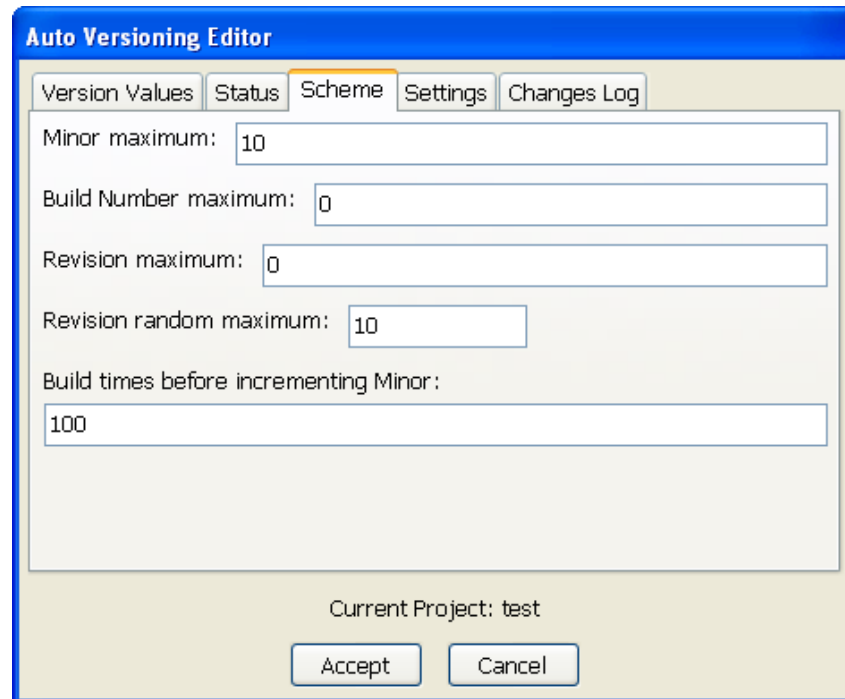 Auto Versioning Editor
Version Values Status Scheme Settings Changes Log
Minor maximum: 10
Build Number maximum: 0
Revision maximum: 0
Revision random maximum: 10
Build times before incrementing Minor:
100
Current Project: test
Accept Cancel